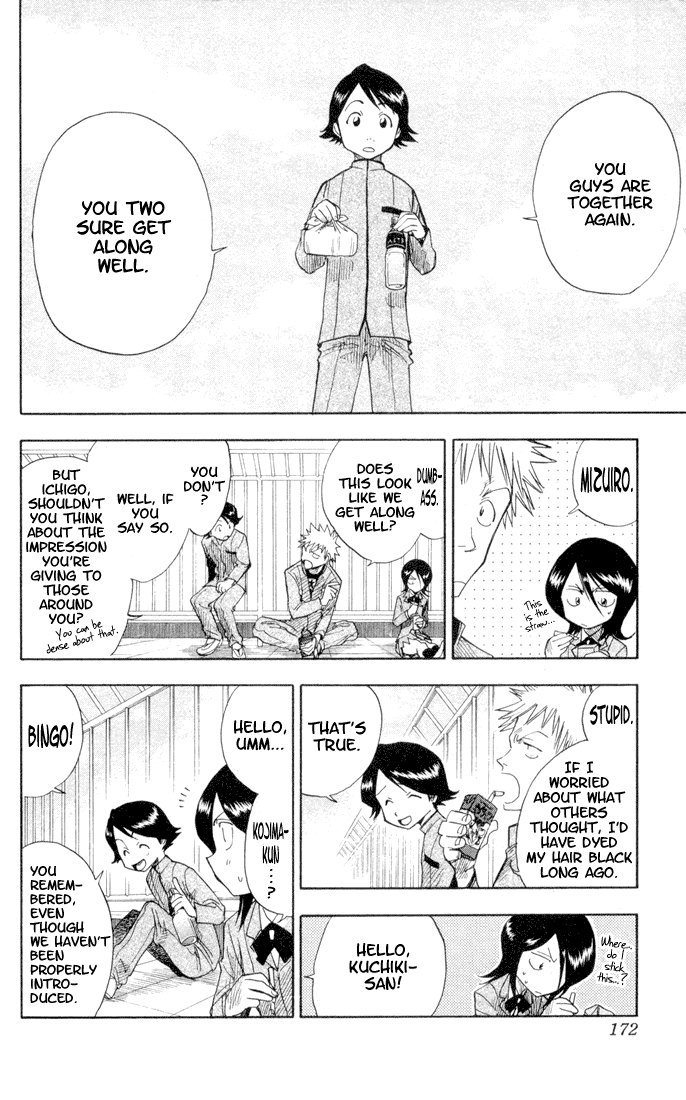 YOU
GUYS ARE
TOGETHER
AGAIN.
YOU TWO
SURE GET
ALONG
WELL.
MIZUIRO.
This
is the
straw...
DUMB-
ASS.
DOES
THIS LOOK
LIKE WE
GET ALONG
WELL?
YOU
DON'T
?
WELL, IF
YOU
SAY SO.
BUT
ICHIGO,
SHOULDN'T
YOU THINK
ABOUT THE
IMPRESSION
YOU'RE
GIVING TO
THOSE
AROUND
YOU?
You can be
dense about that.
STUPID.
IF I
WORRIED
ABOUT WHAT
OTHERS
THOUGHT, I'D
HAVE DYED
MY HAIR BLACK
LONG AGO.
THAT'S
TRUE.
Where...
do I
stick
this...?
HELLO,
KUCHIKI-
SAN!
HELLO,
UMM...
KOJIMA-
KUN
...?
BINGO!
YOU
REMEM-
BERED,
EVEN
THOUGH
WE HAVEN'T
BEEN
PROPERLY
INTRO-
DUCED.
172